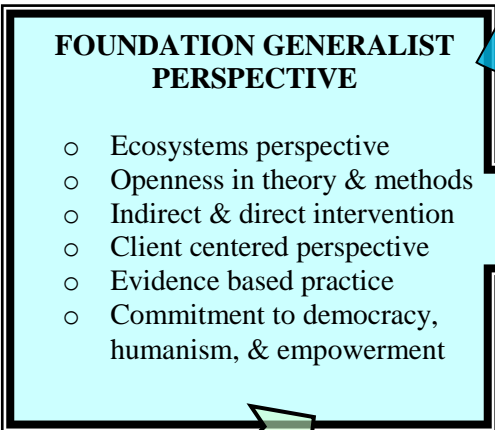 FOUNDATION GENERALIST
PERSPECTIVE
o Ecosystems perspective
o Openness in theory & methods
o Indirect & direct intervention
o Client centered perspective
o Evidence based practice
o Commitment to democracy,
humanism, & empowerment